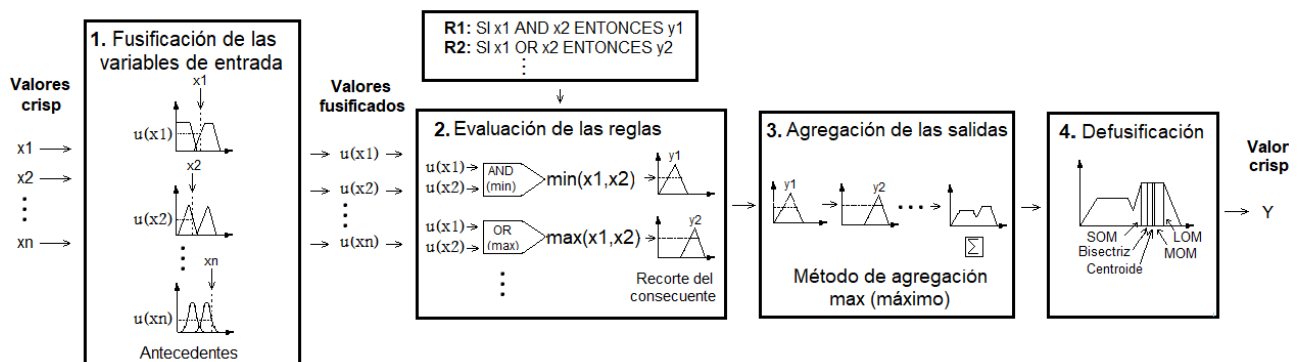 Valores
crisp
x1
x2
xn
1. Fusificación de las
variables de entrada
x1
u(x1)
x2
u(x2)
xn
u(xn)
Antecedentes
Valores
fusificados
u(x1)
u(x2)
u(xn)
R1: SI x1 AND x2 ENTONCES y1
R2: SI x1 OR x2 ENTONCES y2
2. Evaluación de las reglas
u(x1)
u(x2)
AND
(min)
min(x1,x2)
y1
u(x1)
u(x2)
OR
(max)
max(x1,x2)
y2
Recorte del
consecuente
3. Agregación de las salidas
y1
y2
Σ
Método de agregación
max (máximo)
4. Defusificación
SOM
LOM
Bisectriz
MOM
Centroide
Valor
crisp
Y